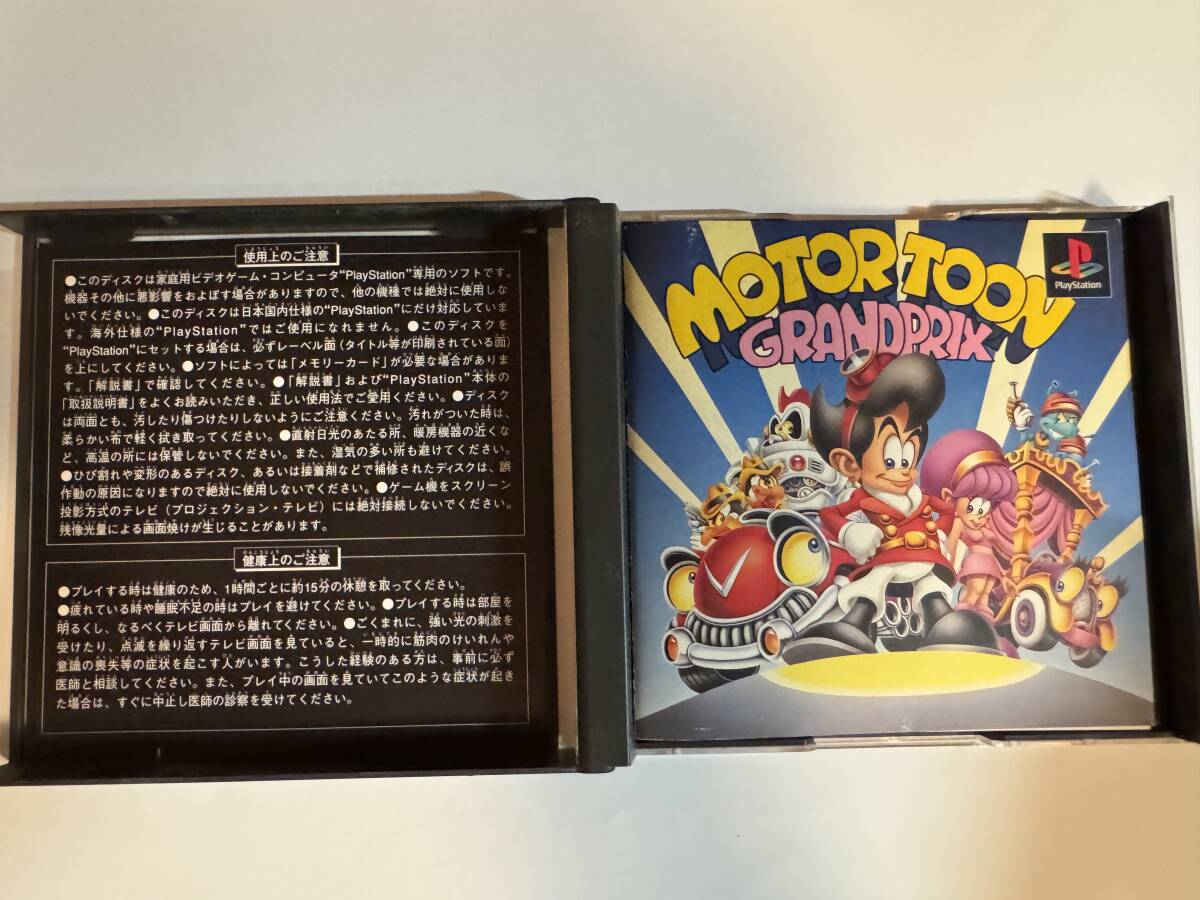 使用上のご注意
●このディスクは家庭用ビデオゲーム・コンピュータ“PlayStation”専用のソフトです。
機器その他に悪影響をおよぼす場合がありますので、他の機種では絶対に使用しな
いでください。●このディスクは日本国内仕様の“PlayStation”にだけ対応していま
す。海外仕様の“PlayStation”ではご使用になれません。●このディスクを
“PlayStation”にセットする場合は、必ずレーベル面(タイトル等が印刷されている面)
を上にしてください。●ソフトによっては「メモリーカード」が必要な場合がありま
す。「解説書」で確認してください。●「解説書」および“PlayStation”本体の
「取扱説明書」をよくお読みいただき、正しい使用法でご愛用ください。●ディスク
は両面とも、汚したり傷つけたりしないようにご注意ください。汚れがついた時は、
柔らかい布で軽く拭き取ってください。●直射日光のあたる所、暖房機器の近くな
ど、高温の所には保管しないでください。また、湿気の多い所も避けてください。
●ひび割れや変形のあるディスク、あるいは接着剤などで補修されたディスクは、誤
作動の原因になりますので絶対に使用しないでください。●ゲーム機をスクリーン
投影方式のテレビ(プロジェクション・テレビ)には絶対接続しないでください。
残像光量による画面焼けが生じることがあります。
健康上のご注意
●プレイする時は健康のため、1時間ごとに約15分の休憩を取ってください。
●疲れている時や睡眠不足の時はプレイを避けてください。●プレイする時は部屋を
明るくし、なるべくテレビ画面から離れてください。●ごくまれに、強い光の刺激を
受けたり、点滅を繰り返すテレビ画面を見ていると、一時的に筋肉のけいれんや
意識の喪失等の症状を起こす人がいます。こうした経験のある方は、事前に必ず
医師と相談してください。また、プレイ中の画面を見ていてこのような症状が起き
た場合は、すぐに中止し医師の診察を受けてください。
MOTOR TOON
GRANDPRIX
PlayStation